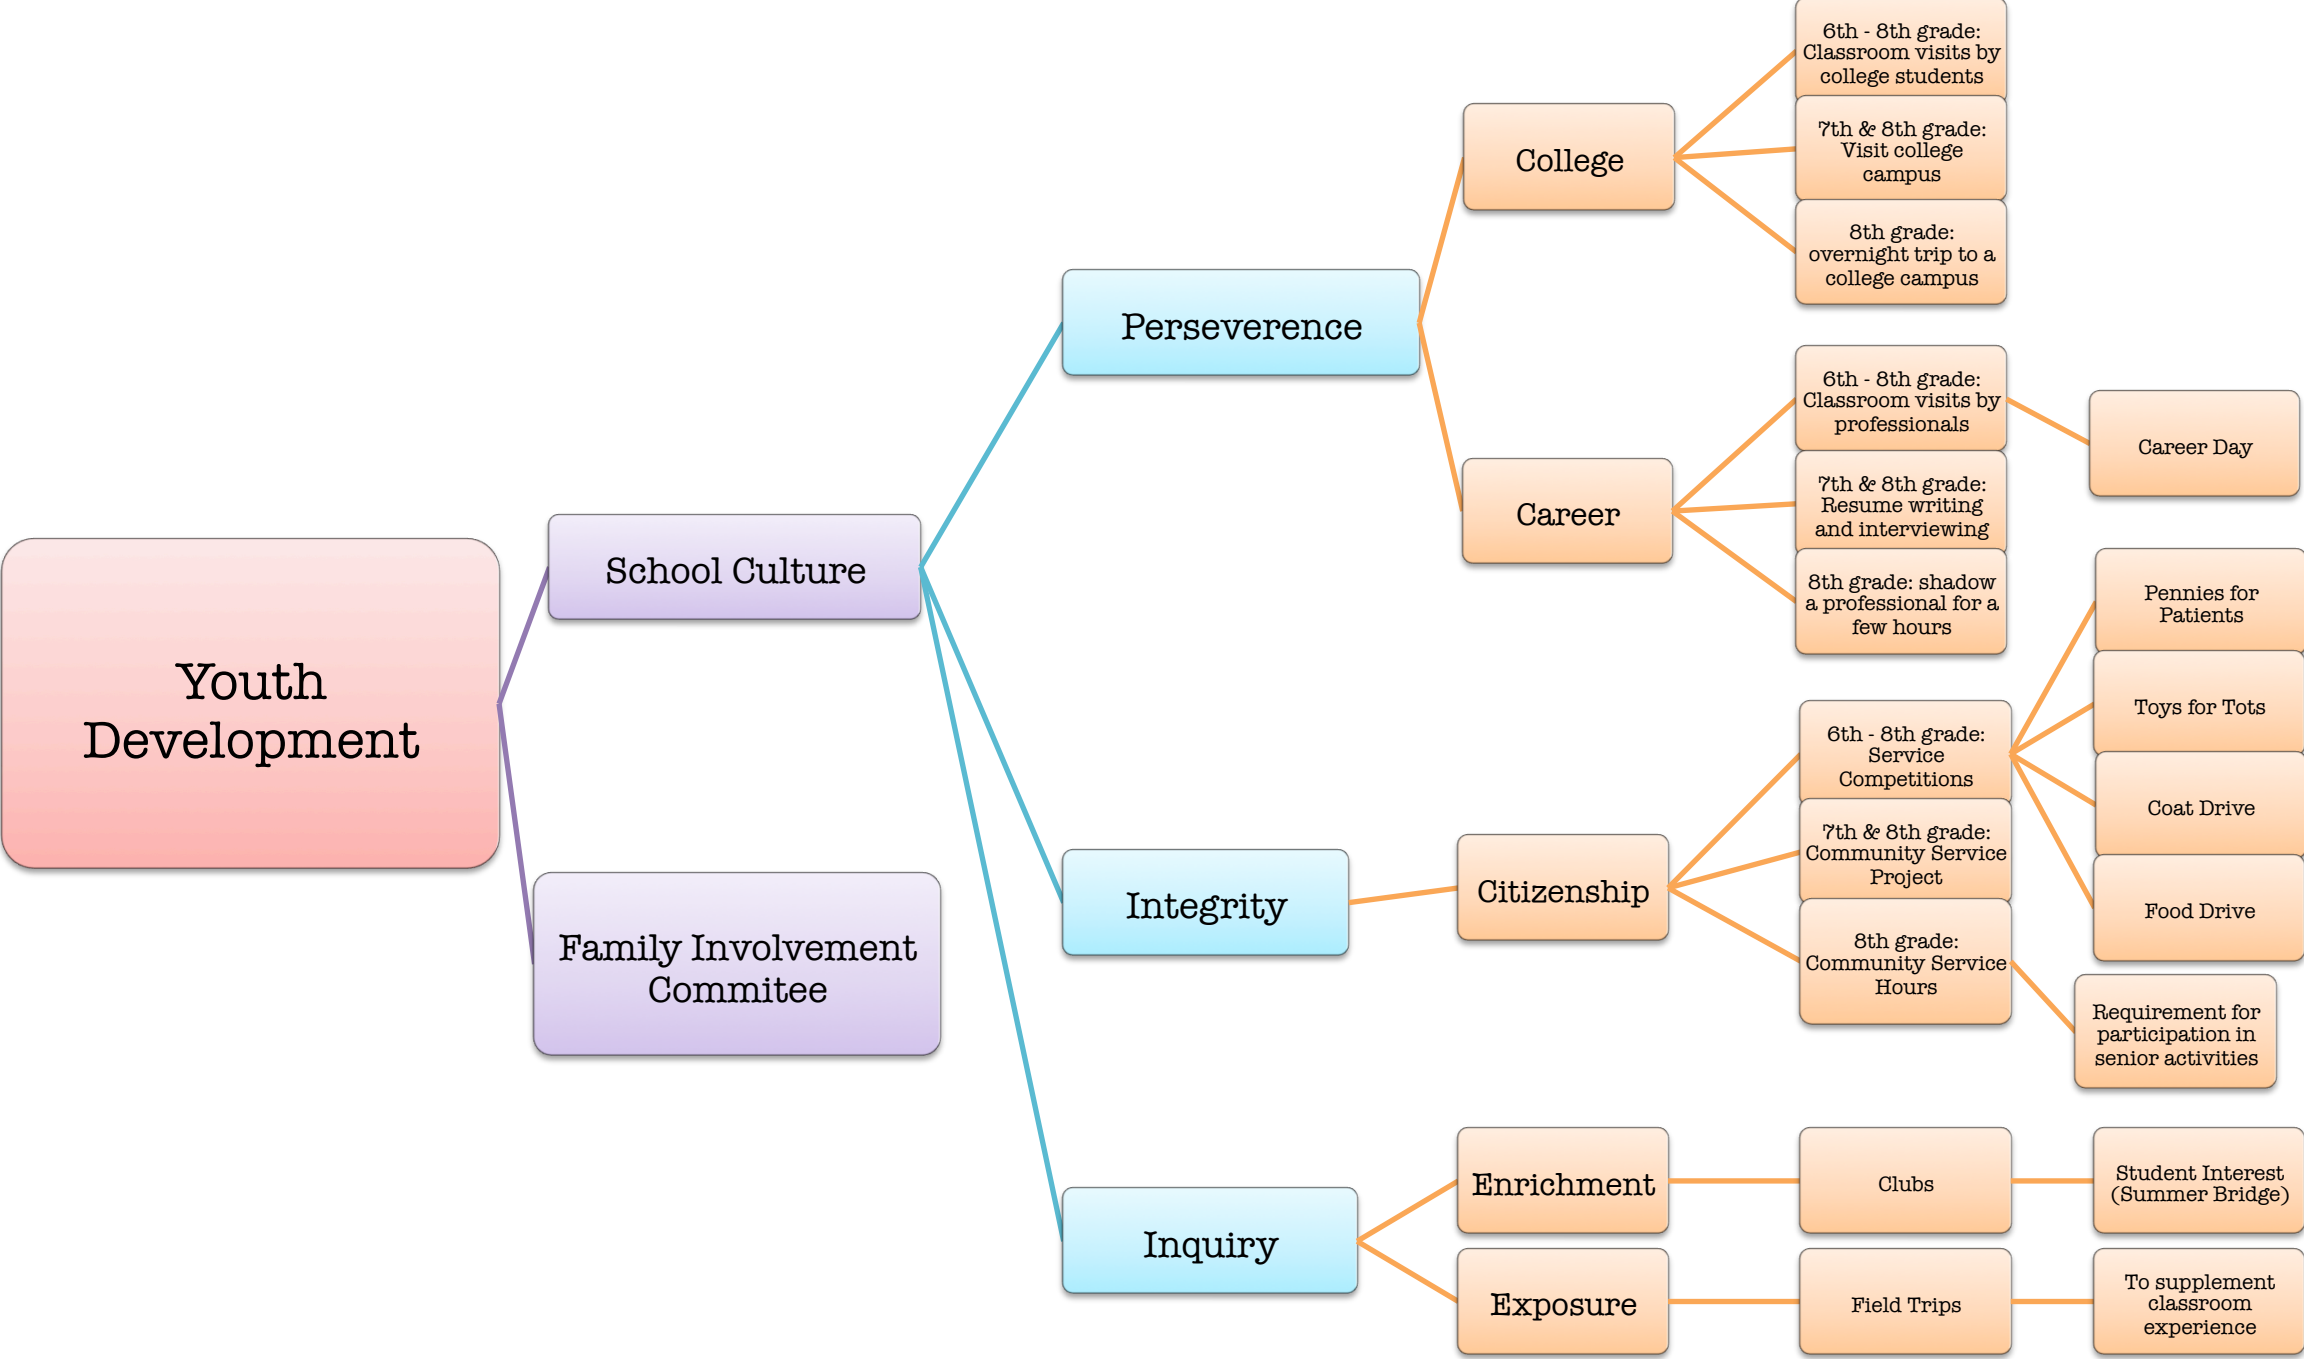 Youth
Development
School Culture
Family Involvement
Commitee
Perseverence
Integrity
Inquiry
College
Career
Citizenship
Enrichment
Exposure
6th - 8th grade:
Classroom visits by
college students
7th & 8th grade:
Visit college
campus
8th grade:
overnight trip to a
college campus
6th - 8th grade:
Classroom visits by
professionals
7th & 8th grade:
Resume writing
and interviewing
8th grade: shadow
a professional for a
few hours
6th - 8th grade:
Service
Competitions
7th & 8th grade:
Community Service
Project
8th grade:
Community Service
Hours
Clubs
Field Trips
Career Day
Pennies for
Patients
Toys for Tots
Coat Drive
Food Drive
Requirement for
participation in
senior activities
Student Interest
(Summer Bridge)
To supplement
classroom
experience